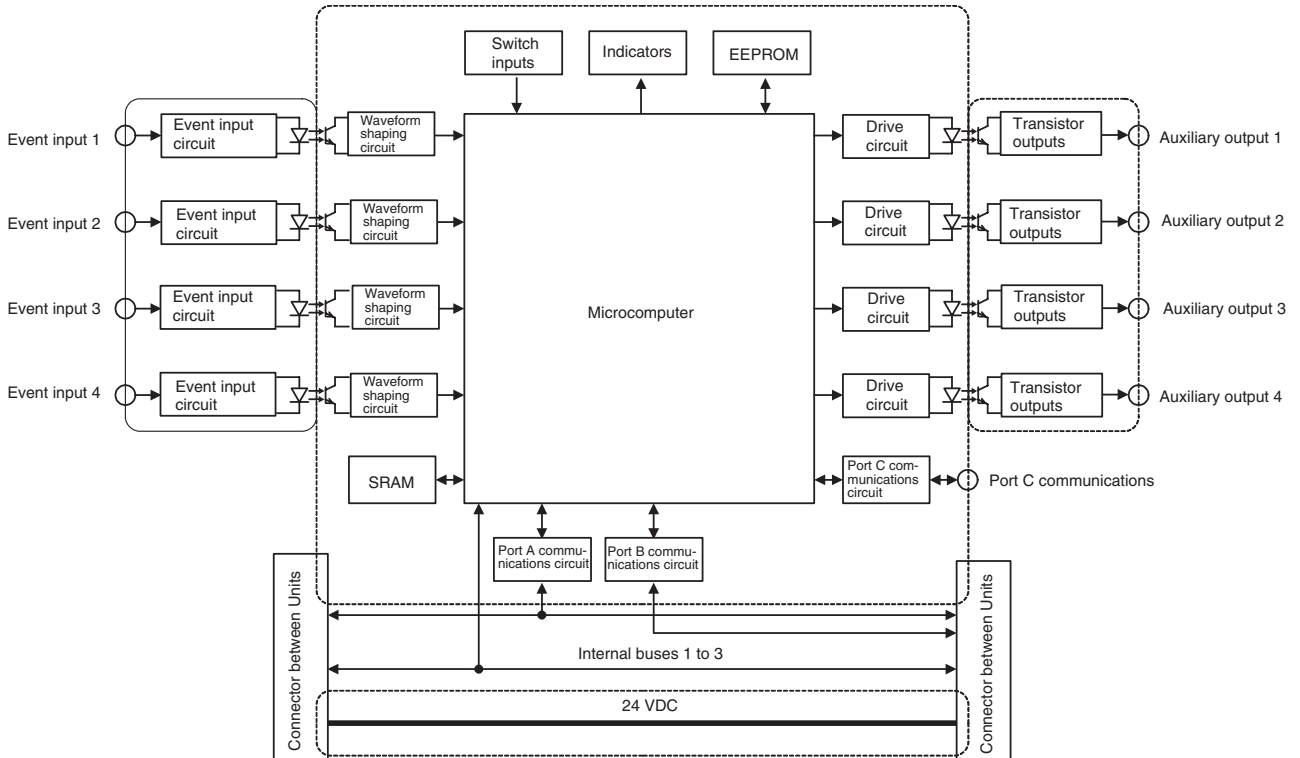 Switch
inputs
Indicators
EEPROM
Event input 1
Event input
circuit
Waveform
shaping
circuit
Drive
circuit
Transistor
outputs
Auxiliary output 1
Event input 2
Event input
circuit
Waveform
shaping
circuit
Drive
circuit
Transistor
outputs
Auxiliary output 2
Event input 3
Event input
circuit
Waveform
shaping
circuit
Microcomputer
Drive
circuit
Transistor
outputs
Auxiliary output 3
Event input 4
Event input
circuit
Waveform
shaping
circuit
Drive
circuit
Transistor
outputs
Auxiliary output 4
SRAM
Port C com-
munications
circuit
Port C communications
Port A commu-
nications circuit
Port B commu-
nications circuit
Connector between Units
Internal buses 1 to 3
24 VDC
Connector between Units